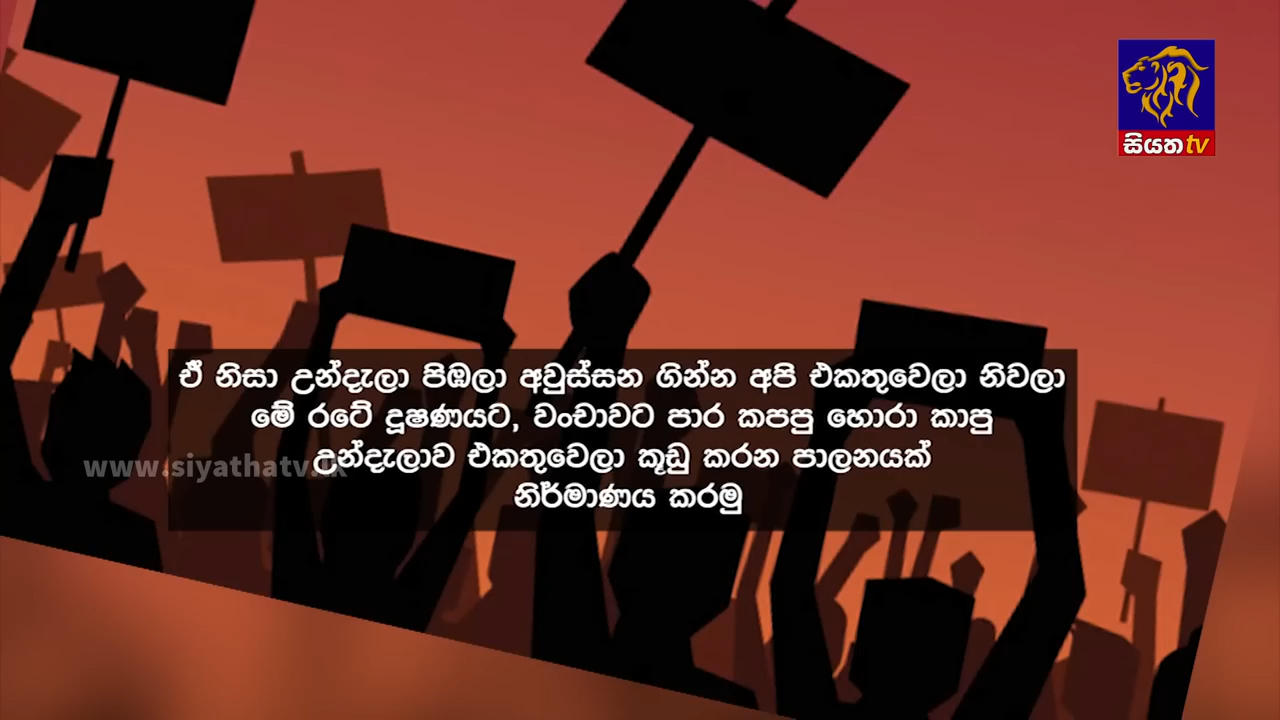 සියත tv
ඒ නිසා උන්දැලා පිඹලා අවුස්සන ගින්න අපි එකතුවෙලා නිවලා
මේ රටේ දූෂණයට, වංචාවට පාර කපපු හොරා කාපු
උන්දැලාව එකතුවෙලා කූඩු කරන පාලනයක්
www.siyathatv.lk
නිර්මාණය කරමු